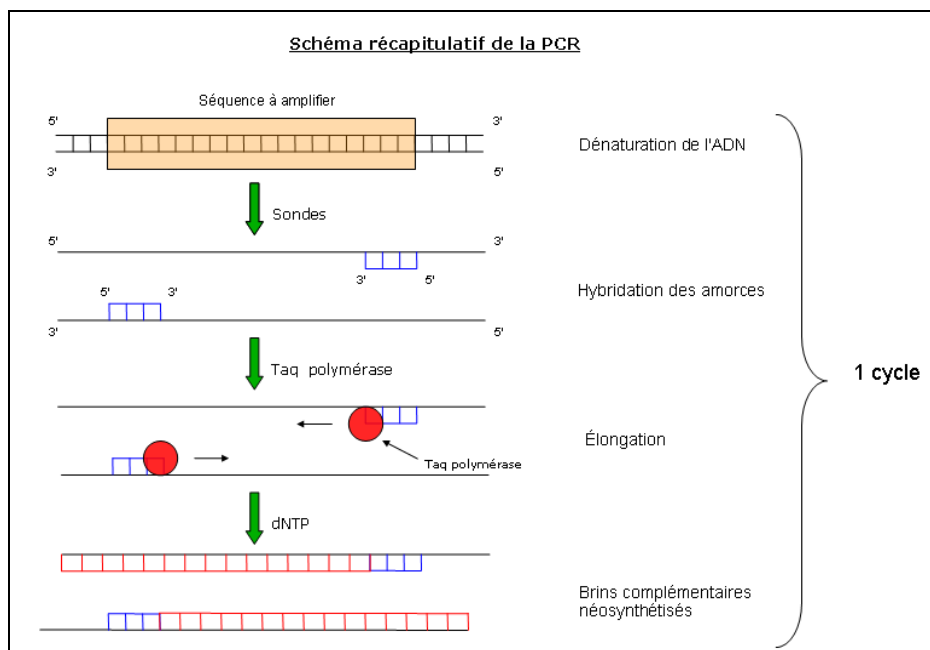 Schéma récapitulatif de la PCR
Séquence à amplifier
5' 3'
Dénaturation de l'ADN
3' 5'
Sondes
5' 3'
3' 5'
5' 3'
Hybridation des amorces
3' 5'
Taq polymérase
1 cycle
Élongation
Taq polymérase
dNTP
Brins complémentaires
néosynthétisés